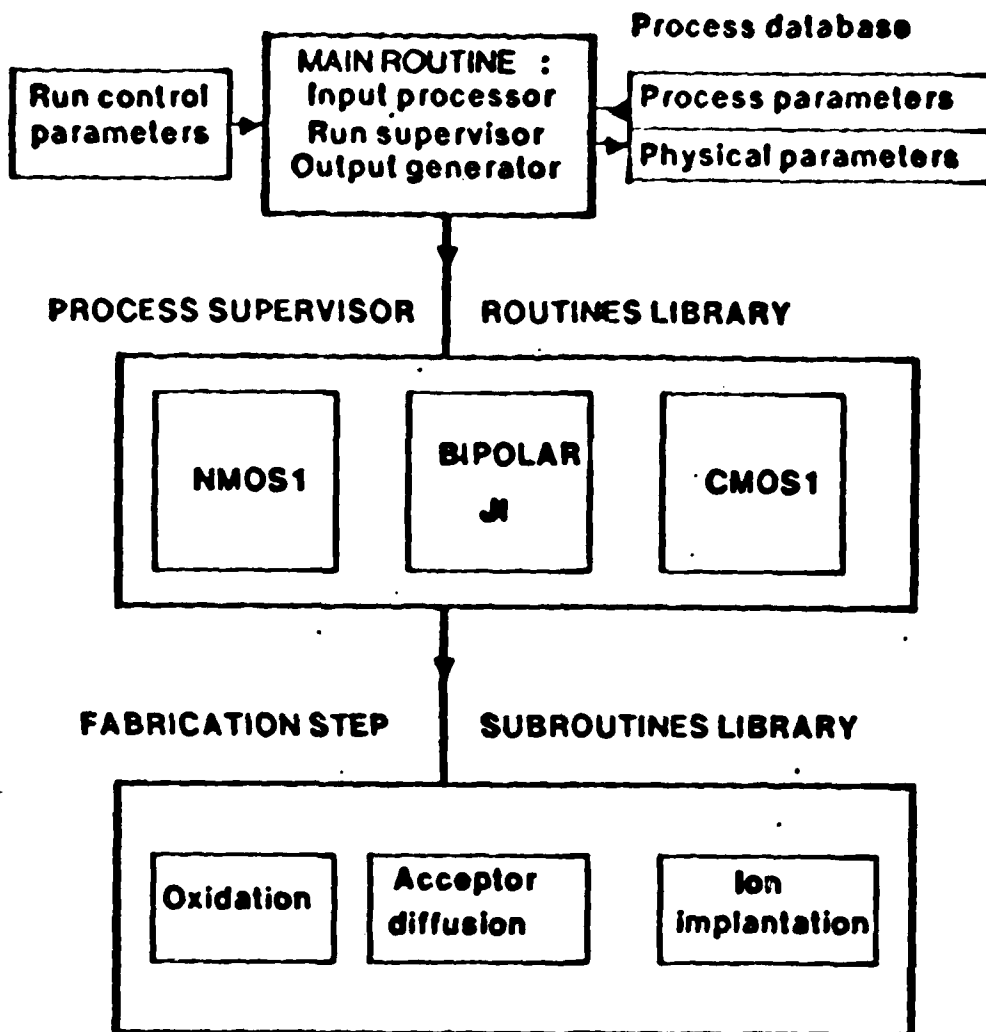 Process database
Run control
parameters
MAIN ROUTINE :
Input processor
Run supervisor
Output generator
Process parameters
Physical parameters
PROCESS SUPERVISOR ROUTINES LIBRARY
NMOS1
BIPOLAR
JI
CMOS1
FABRICATION STEP SUBROUTINES LIBRARY
Oxidation
Acceptor
diffusion
Ion
implantation